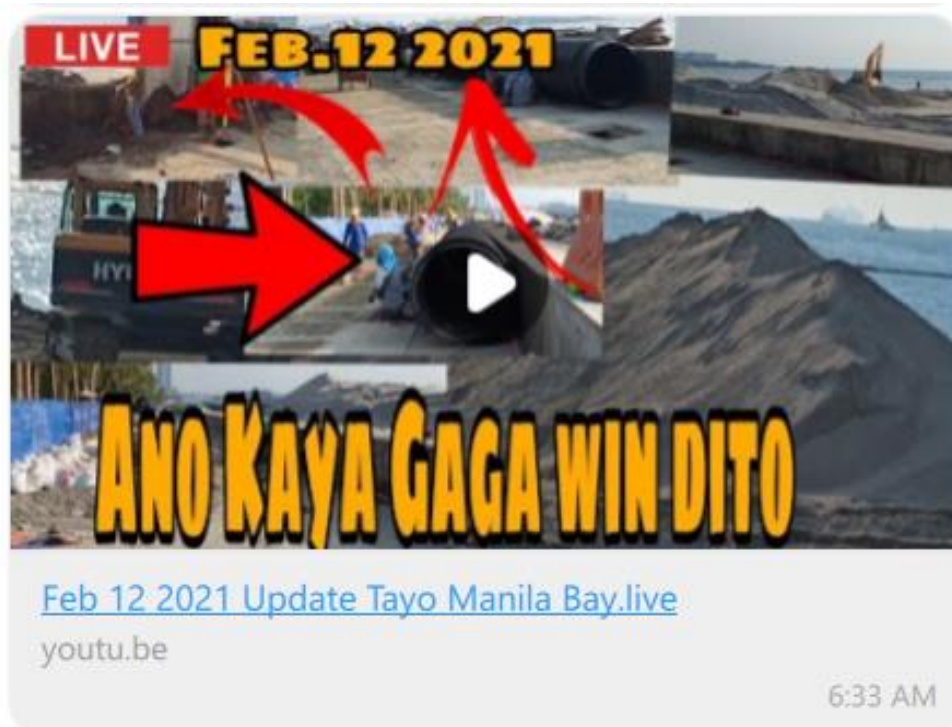 LIVE
FEB.12 2021
HY
ANO KAYA GAGA WIN DITO
Feb 12 2021 Update Tayo Manila Bay.live
youtu.be
6:33 AM